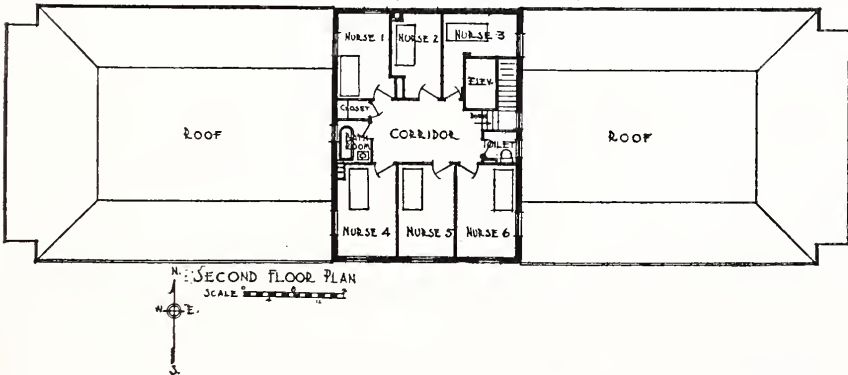 NURSE 1
NURSE 2
NURSE 3
ELEV.
CLOSET
DOWN
ROOF
CORRIDOR
ROOF
BATH
ROOM
TOILET
NURSE 4
NURSE 5
NURSE 6
SECOND FLOOR PLAN
SCALE
N.
W
E.
S.